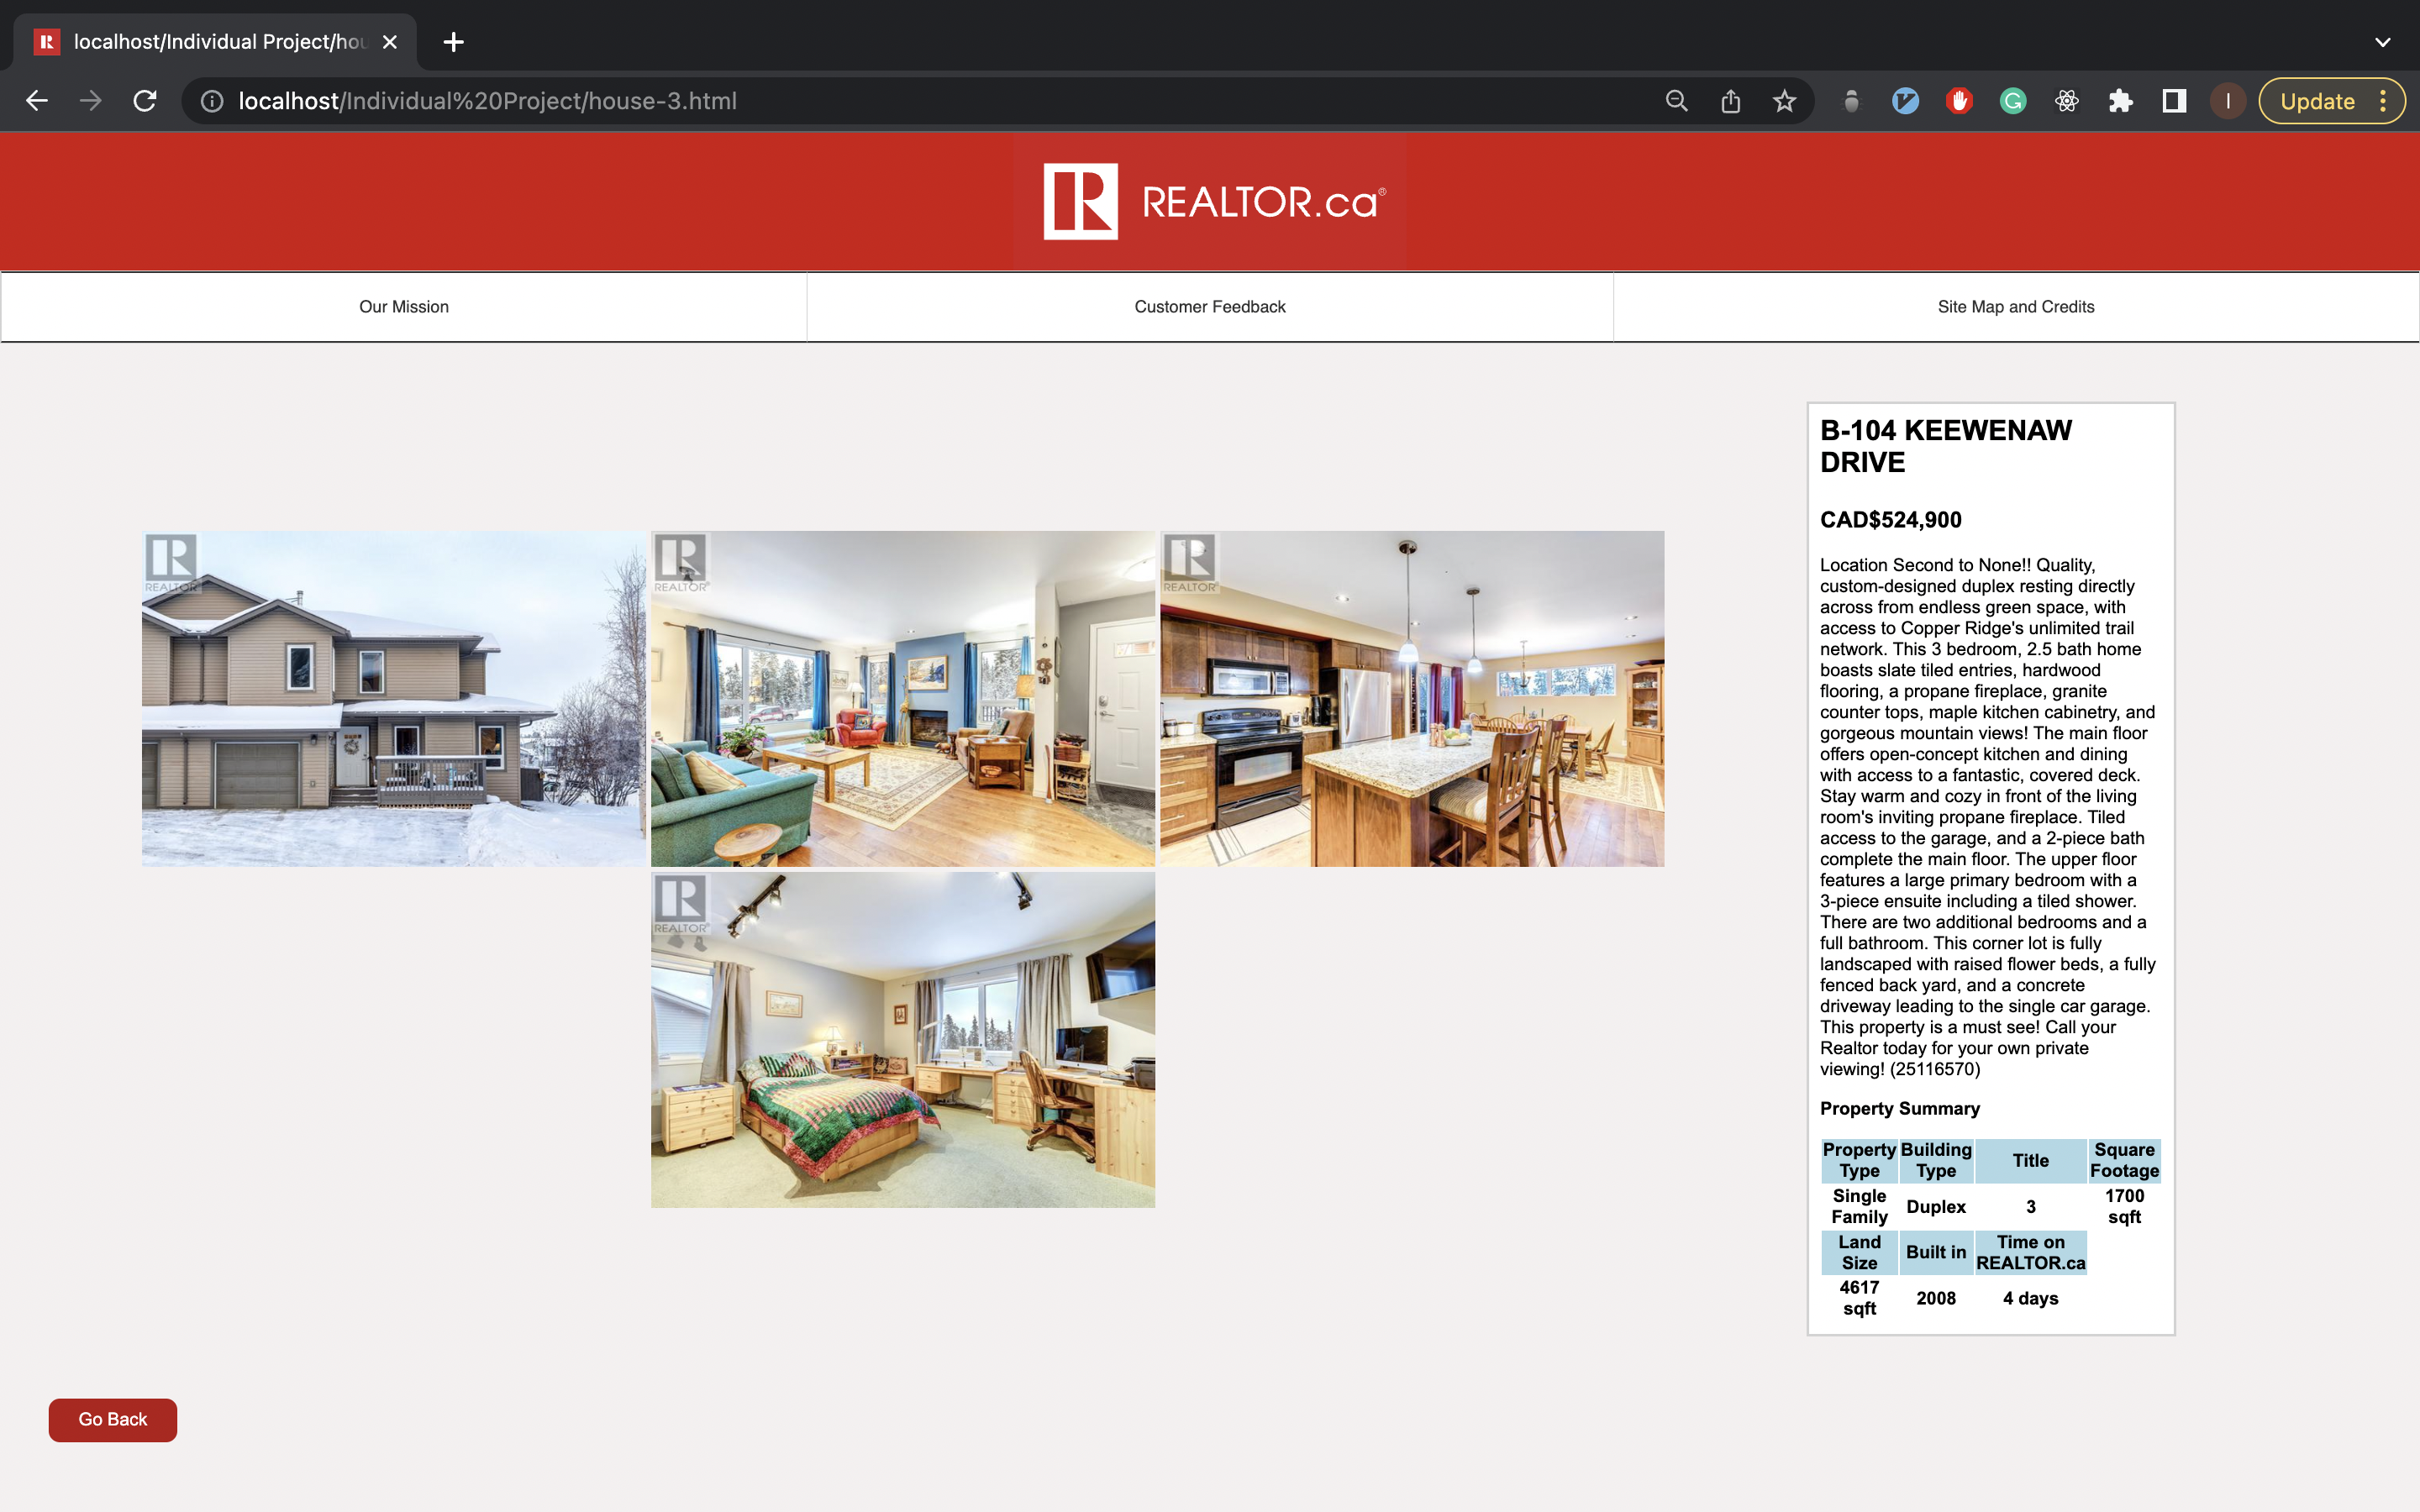 localhost/Individual Project/hou
localhost/Individual%20Project/house-3.html
Update
REALTOR.ca®
Our Mission
Customer Feedback
Site Map and Credits
REALTOR®
REALTOR®
REALTOR®
REALTOR®
B-104 KEEWENAW
DRIVE
CAD$524,900
Location Second to None!! Quality,
custom-designed duplex resting directly
across from endless green space, with
access to Copper Ridge's unlimited trail
network. This 3 bedroom, 2.5 bath home
boasts slate tiled entries, hardwood
flooring, a propane fireplace, granite
counter tops, maple kitchen cabinetry, and
gorgeous mountain views! The main floor
offers open-concept kitchen and dining
with access to a fantastic, covered deck.
Stay warm and cozy in front of the living
room's inviting propane fireplace. Tiled
access to the garage, and a 2-piece bath
complete the main floor. The upper floor
features a large primary bedroom with a
3-piece ensuite including a tiled shower.
There are two additional bedrooms and a
full bathroom. This corner lot is fully
landscaped with raised flower beds, a fully
fenced back yard, and a concrete
driveway leading to the single car garage.
This property is a must see! Call your
Realtor today for your own private
viewing! (25116570)
Property Summary
Property Type Building Type Title Square Footage
Single Family Duplex 3 1700 sqft
Land Size Built in Time on REALTOR.ca
4617 sqft 2008 4 days
Go Back